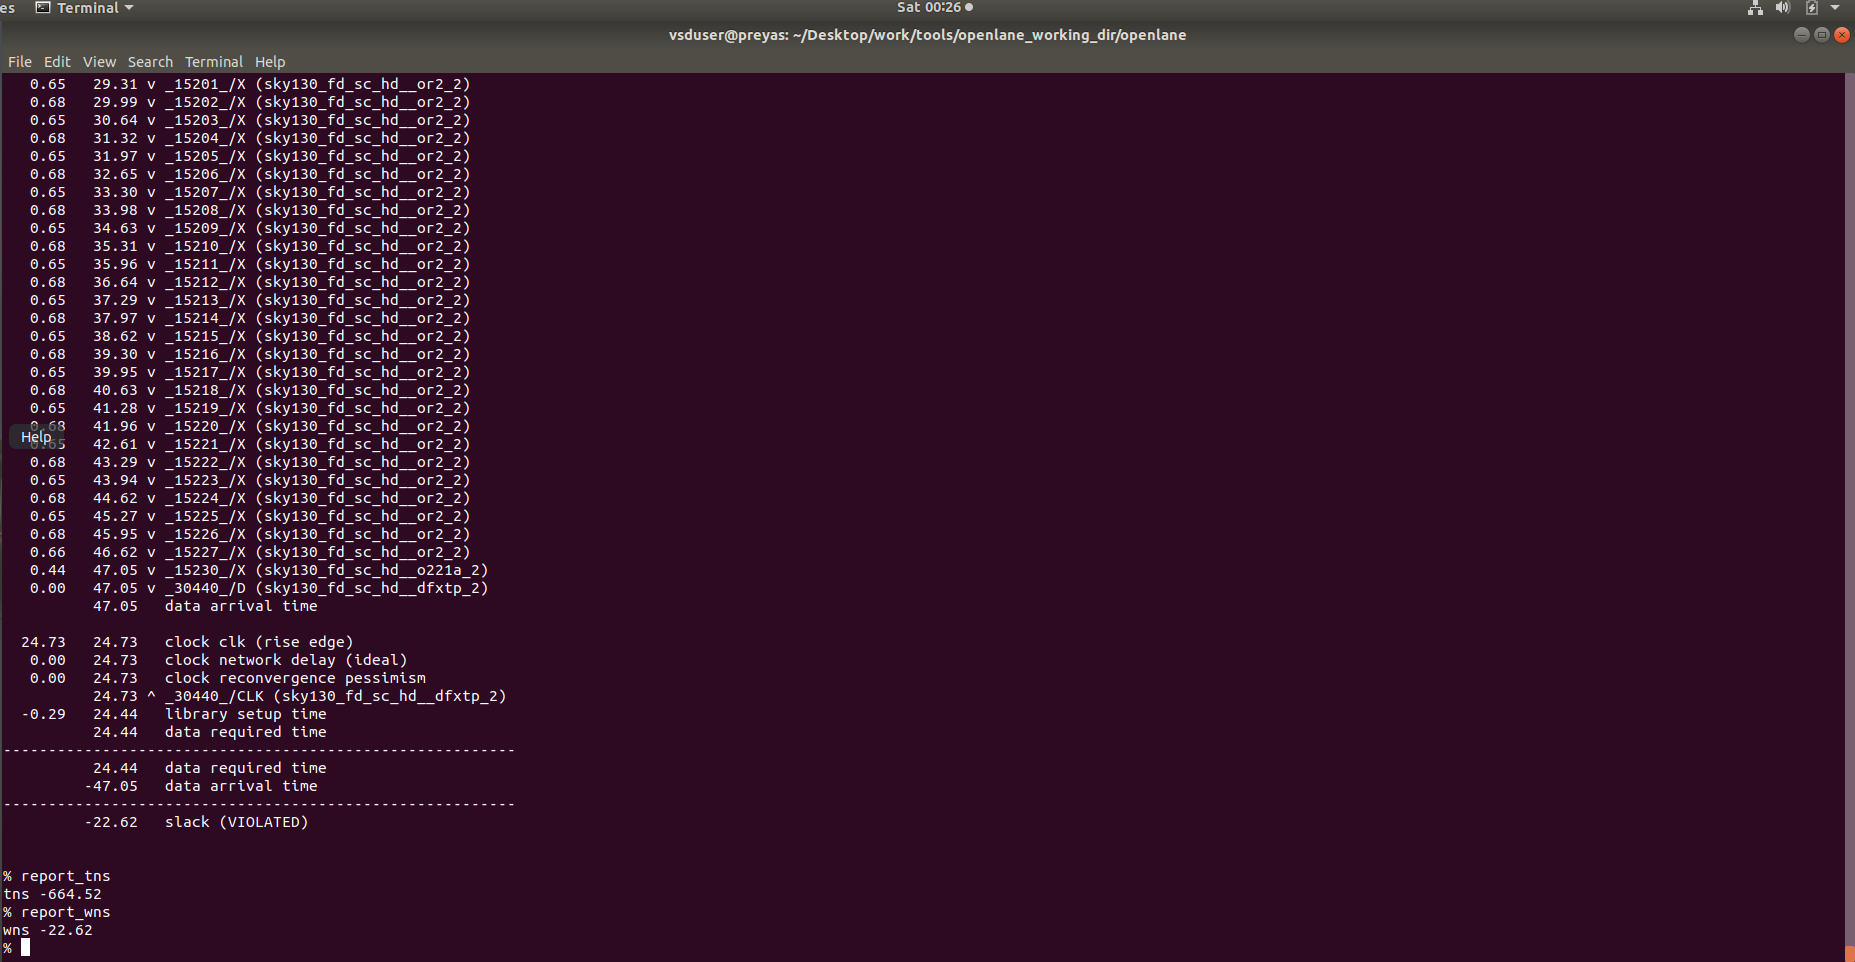 es Terminal Sat 00:26
vsduser@preyas: ~/Desktop/work/tools/openlane_working_dir/openlane
File Edit View Search Terminal Help
0.65 29.31 v _15201_/X (sky130_fd_sc_hd__or2_2)
0.68 29.99 v _15202_/X (sky130_fd_sc_hd__or2_2)
0.65 30.64 v _15203_/X (sky130_fd_sc_hd__or2_2)
0.68 31.32 v _15204_/X (sky130_fd_sc_hd__or2_2)
0.65 31.97 v _15205_/X (sky130_fd_sc_hd__or2_2)
0.68 32.65 v _15206_/X (sky130_fd_sc_hd__or2_2)
0.65 33.30 v _15207_/X (sky130_fd_sc_hd__or2_2)
0.68 33.98 v _15208_/X (sky130_fd_sc_hd__or2_2)
0.65 34.63 v _15209_/X (sky130_fd_sc_hd__or2_2)
0.68 35.31 v _15210_/X (sky130_fd_sc_hd__or2_2)
0.65 35.96 v _15211_/X (sky130_fd_sc_hd__or2_2)
0.68 36.64 v _15212_/X (sky130_fd_sc_hd__or2_2)
0.65 37.29 v _15213_/X (sky130_fd_sc_hd__or2_2)
0.68 37.97 v _15214_/X (sky130_fd_sc_hd__or2_2)
0.65 38.62 v _15215_/X (sky130_fd_sc_hd__or2_2)
0.68 39.30 v _15216_/X (sky130_fd_sc_hd__or2_2)
0.65 39.95 v _15217_/X (sky130_fd_sc_hd__or2_2)
0.68 40.63 v _15218_/X (sky130_fd_sc_hd__or2_2)
0.65 41.28 v _15219_/X (sky130_fd_sc_hd__or2_2)
0.68 41.96 v _15220_/X (sky130_fd_sc_hd__or2_2)
Help
0.65 42.61 v _15221_/X (sky130_fd_sc_hd__or2_2)
0.68 43.29 v _15222_/X (sky130_fd_sc_hd__or2_2)
0.65 43.94 v _15223_/X (sky130_fd_sc_hd__or2_2)
0.68 44.62 v _15224_/X (sky130_fd_sc_hd__or2_2)
0.65 45.27 v _15225_/X (sky130_fd_sc_hd__or2_2)
0.68 45.95 v _15226_/X (sky130_fd_sc_hd__or2_2)
0.66 46.62 v _15227_/X (sky130_fd_sc_hd__or2_2)
0.44 47.05 v _15230_/X (sky130_fd_sc_hd__o221a_2)
0.00 47.05 v _30440_/D (sky130_fd_sc_hd__dfxtp_2)
47.05 data arrival time
24.73 24.73 clock clk (rise edge)
0.00 24.73 clock network delay (ideal)
0.00 24.73 clock reconvergence pessimism
24.73 ^ _30440_/CLK (sky130_fd_sc_hd__dfxtp_2)
-0.29 24.44 library setup time
24.44 data required time
---------------------------------------------------------
24.44 data required time
-47.05 data arrival time
---------------------------------------------------------
-22.62 slack (VIOLATED)
% report_tns
tns -664.52
% report_wns
wns -22.62
%